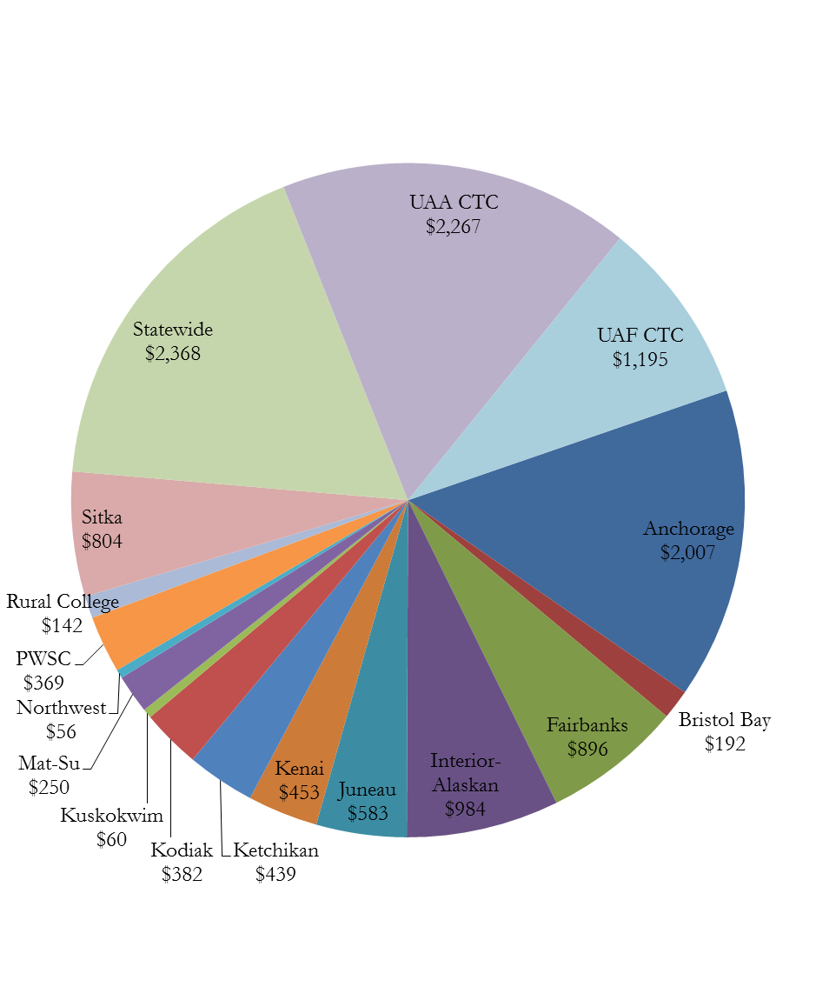 UAA CTC
$2,267
UAF CTC
$1,195
Statewide
$2,368
Anchorage
$2,007
Sitka
$804
Rural College
$142
PWSC
$369
Northwest
$56
Mat-Su
$250
Kuskokwim
$60
Kodiak
$382
Ketchikan
$439
Kenai
$453
Juneau
$583
Interior-
Alaskan
$984
Fairbanks
$896
Bristol Bay
$192